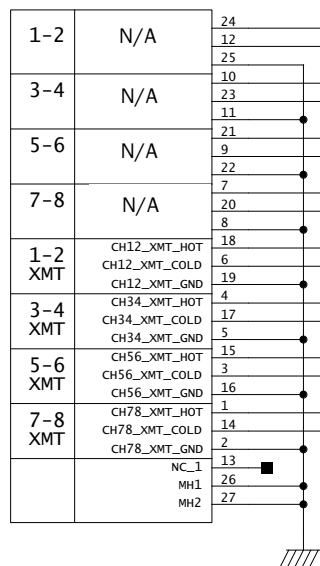 1-2 N/A 24
12
25
3-4 N/A 10
23
11
5-6 N/A 21
9
22
7-8 N/A 7
20
8
1-2 XMT CH12_XMT_HOT 18
CH12_XMT_COLD 6
CH12_XMT_GND 19
3-4 XMT CH34_XMT_HOT 4
CH34_XMT_COLD 17
CH34_XMT_GND 5
5-6 XMT CH56_XMT_HOT 15
CH56_XMT_COLD 3
CH56_XMT_GND 16
7-8 XMT CH78_XMT_HOT 1
CH78_XMT_COLD 14
CH78_XMT_GND 2
NC_1 13
MH1 26
MH2 27